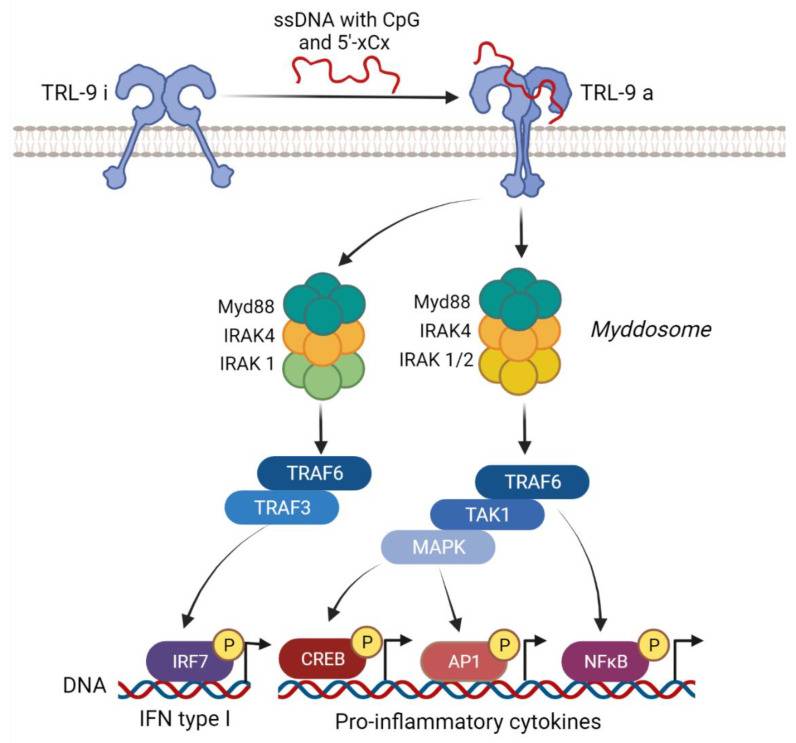 ssDNA with CpG
and 5'-xCx
TRL-9 i
TRL-9 a
Myd88
IRAK4
IRAK 1
Myd88
IRAK4
IRAK 1/2
Myddosome
TRAF6
TRAF3
TRAF6
TAK1
MAPK
IRF7
P
CREB
P
AP1
P
NFκB
P
DNA
IFN type I
Pro-inflammatory cytokines